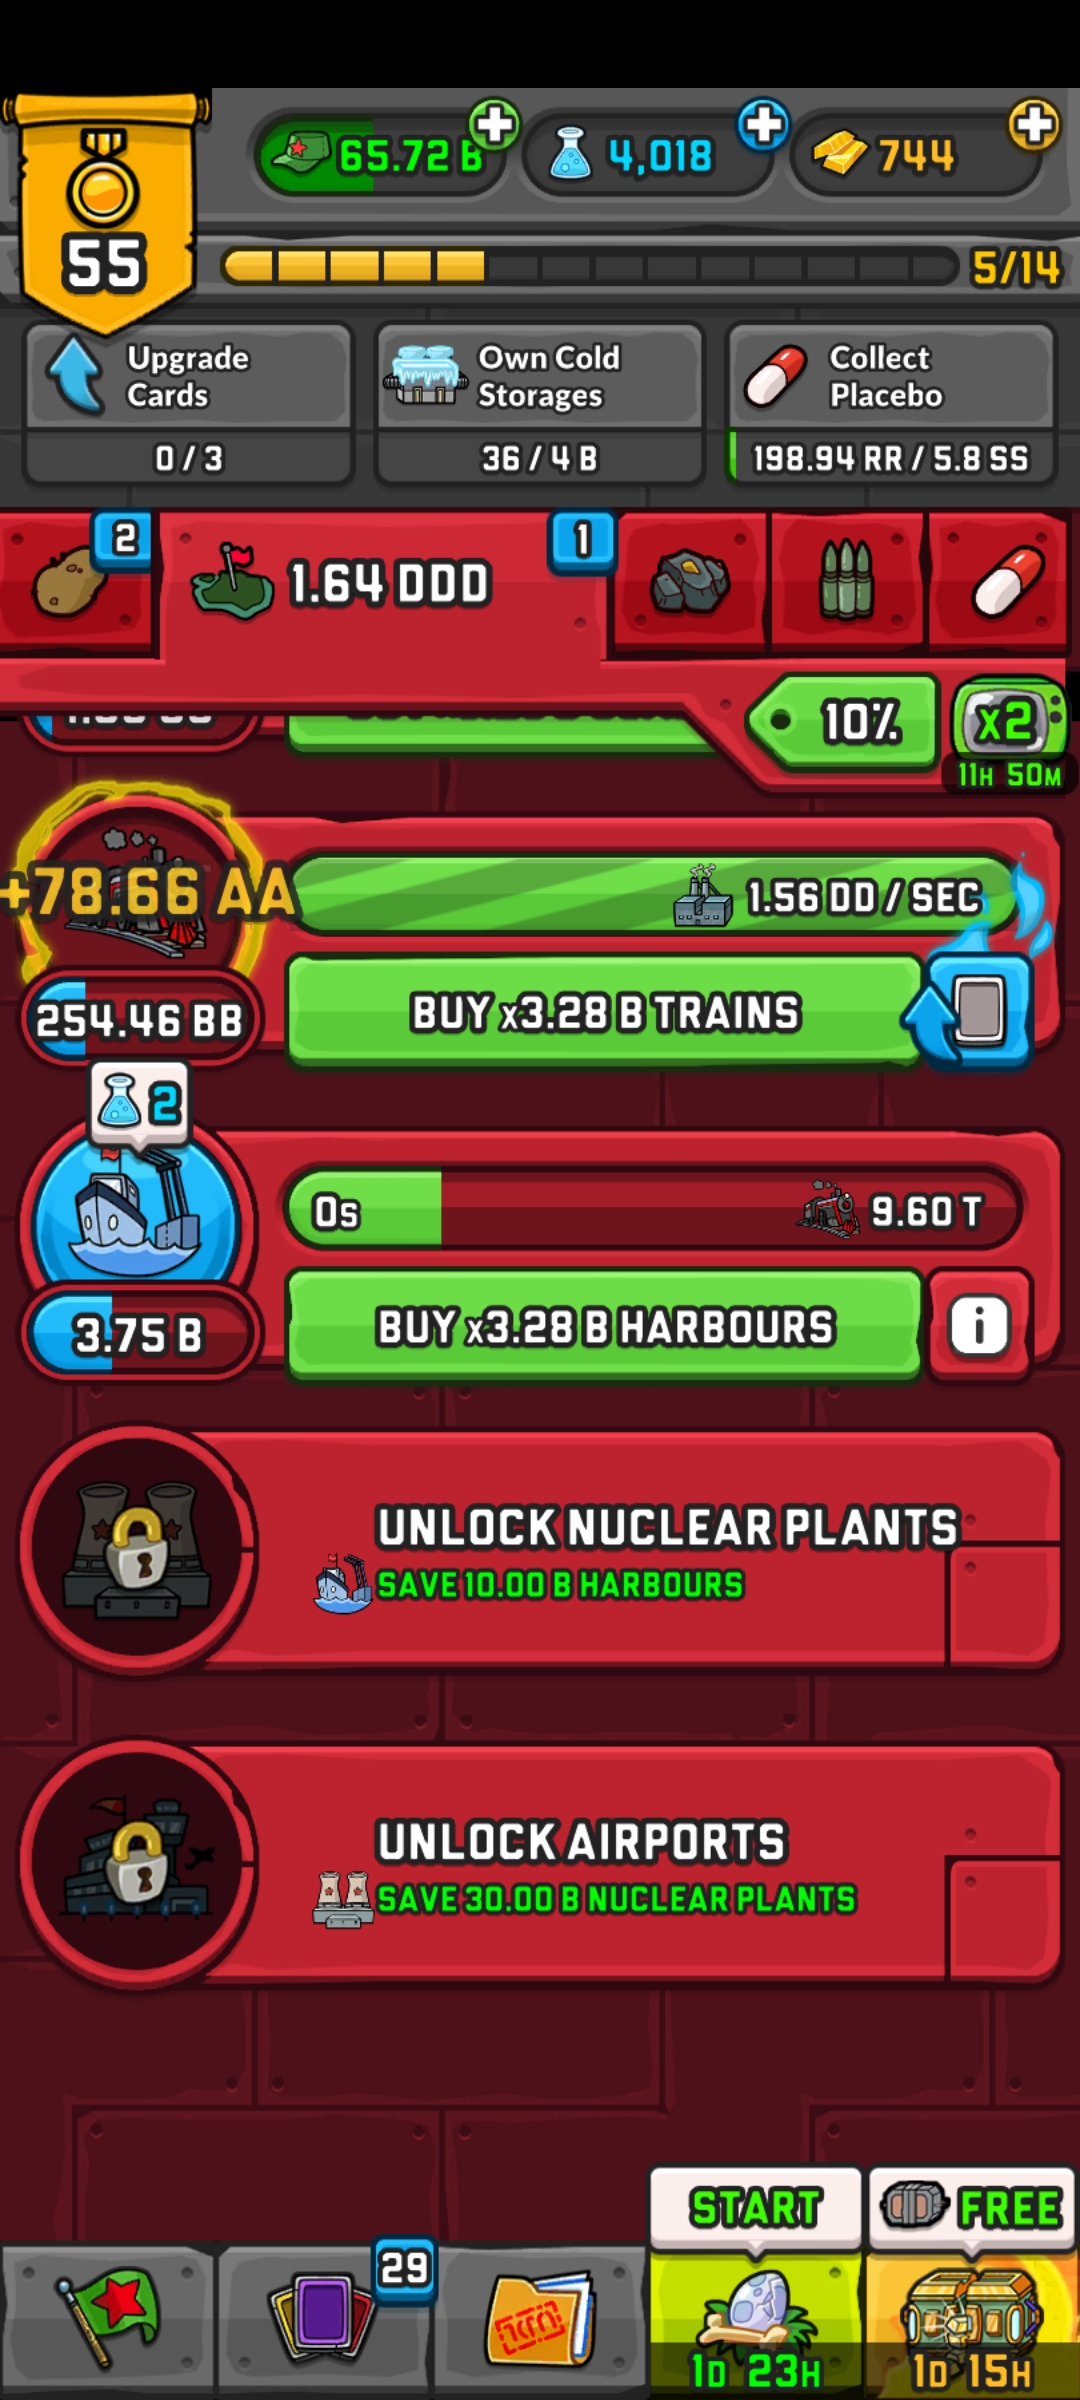 55
65.72 B
4,018
744
5/14
Upgrade
Cards
0 / 3
Own Cold
Storages
36 / 4 B
Collect
Placebo
198.94 RR / 5.8 SS
2
1.64 DDD
1
10%
x2
11H 50M
+78.66 AA
1.56 DD / SEC
254.46 BB
BUY x3.28 B TRAINS
2
0s
9.60 T
3.75 B
BUY x3.28 B HARBOURS
i
UNLOCK NUCLEAR PLANTS
SAVE 10.00 B HARBOURS
UNLOCK AIRPORTS
SAVE 30.00 B NUCLEAR PLANTS
29
START
1D 23H
FREE
1D 15H